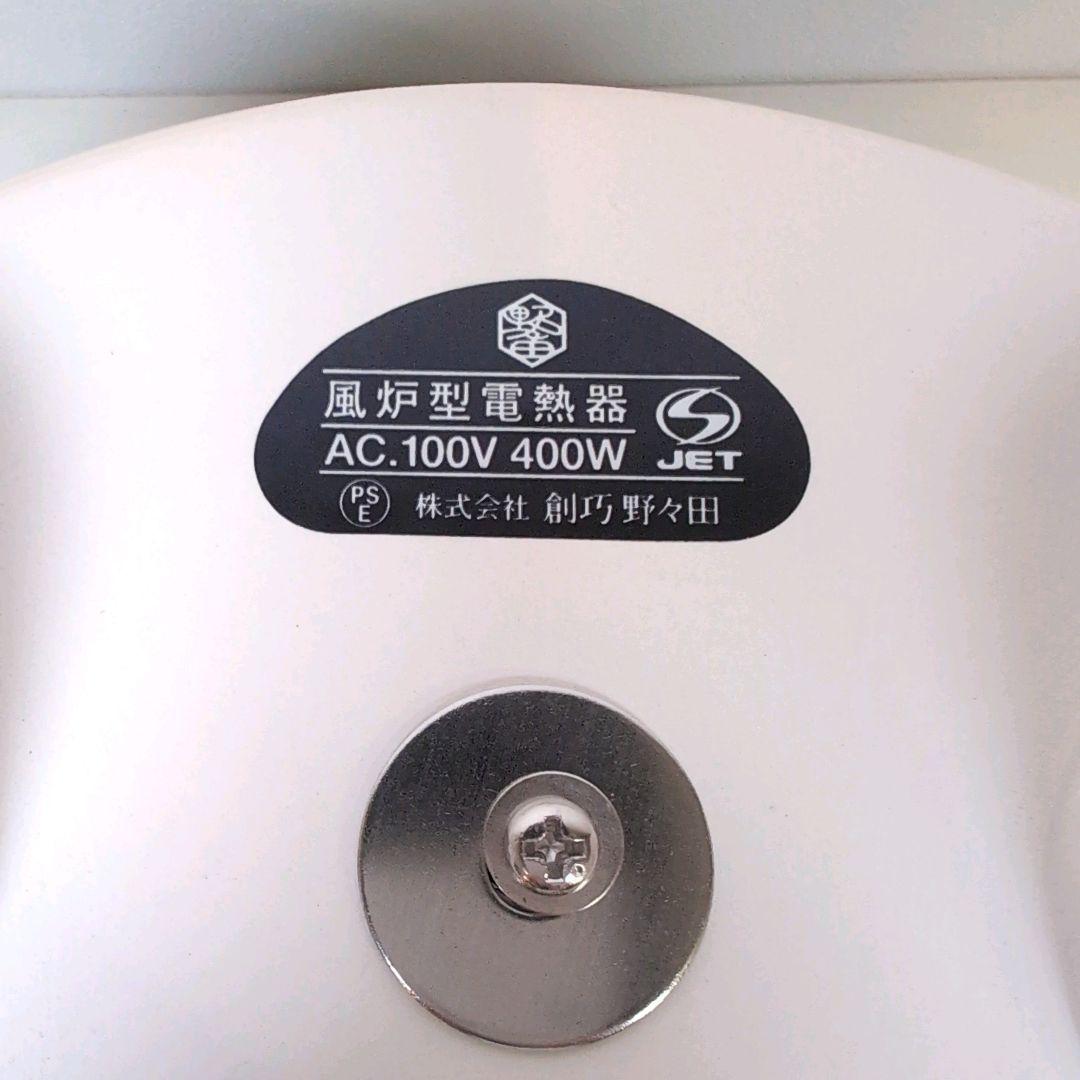 風炉型電熱器
AC.100V 400W
JET
PS
E
株式会社 創巧 野々田